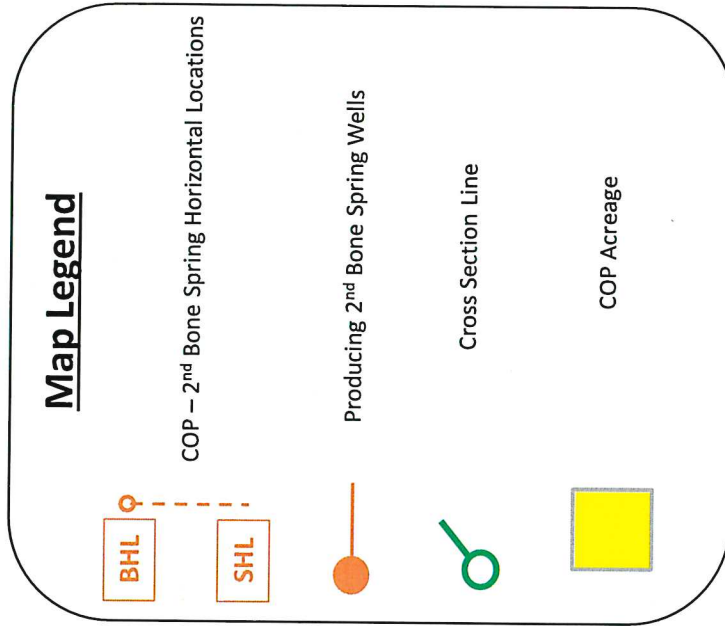 Map Legend
BHL
SHL
COP – 2nd Bone Spring Horizontal Locations
Producing 2nd Bone Spring Wells
Cross Section Line
COP Acreage